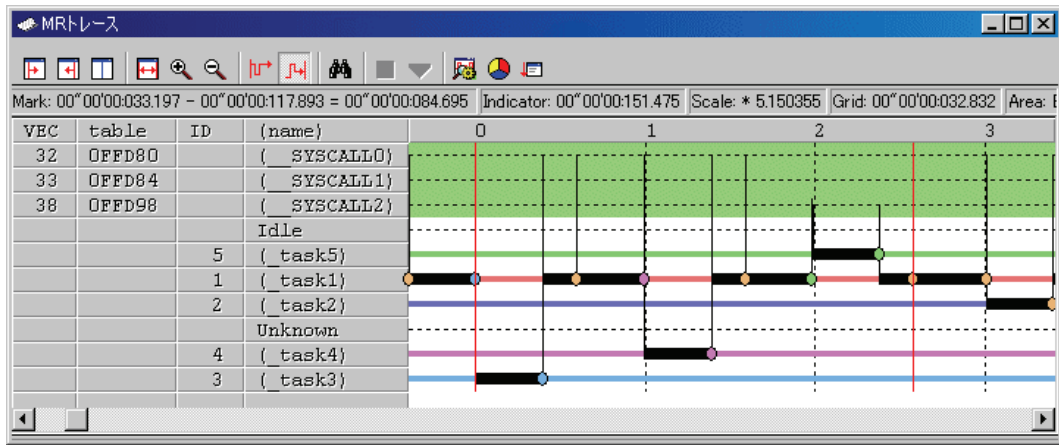 MRトレース
Mark: 00"00'00:033.197 - 00"00'00:117.893 = 00"00'00:084.695 Indicator: 00"00'00:151.475 Scale: * 5.150355 Grid: 00"00'00:032.832 Area:
VEC table ID (name) 0 1 2 3
32 0FFD80 (__SYSCALL0)
33 0FFD84 (__SYSCALL1)
38 0FFD98 (__SYSCALL2)
Idle
5 (_task5)
1 (_task1)
2 (_task2)
Unknown
4 (_task4)
3 (_task3)